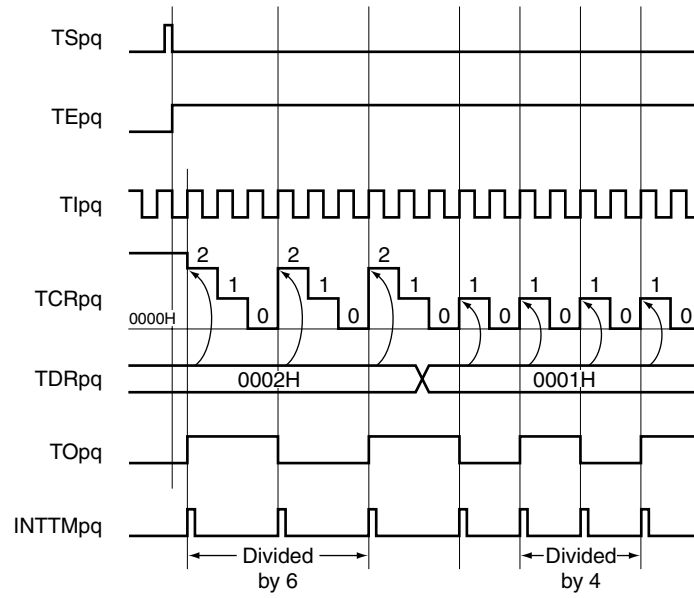 TSpq
TEpq
TIpq
2 2 2
1 1 1 1 1 1 1
TCRpq
0000H 0 0 0 0 0 0 0
TDRpq 0002H 0001H
TOpq
INTTMpq
Divided by 6
Divided by 4